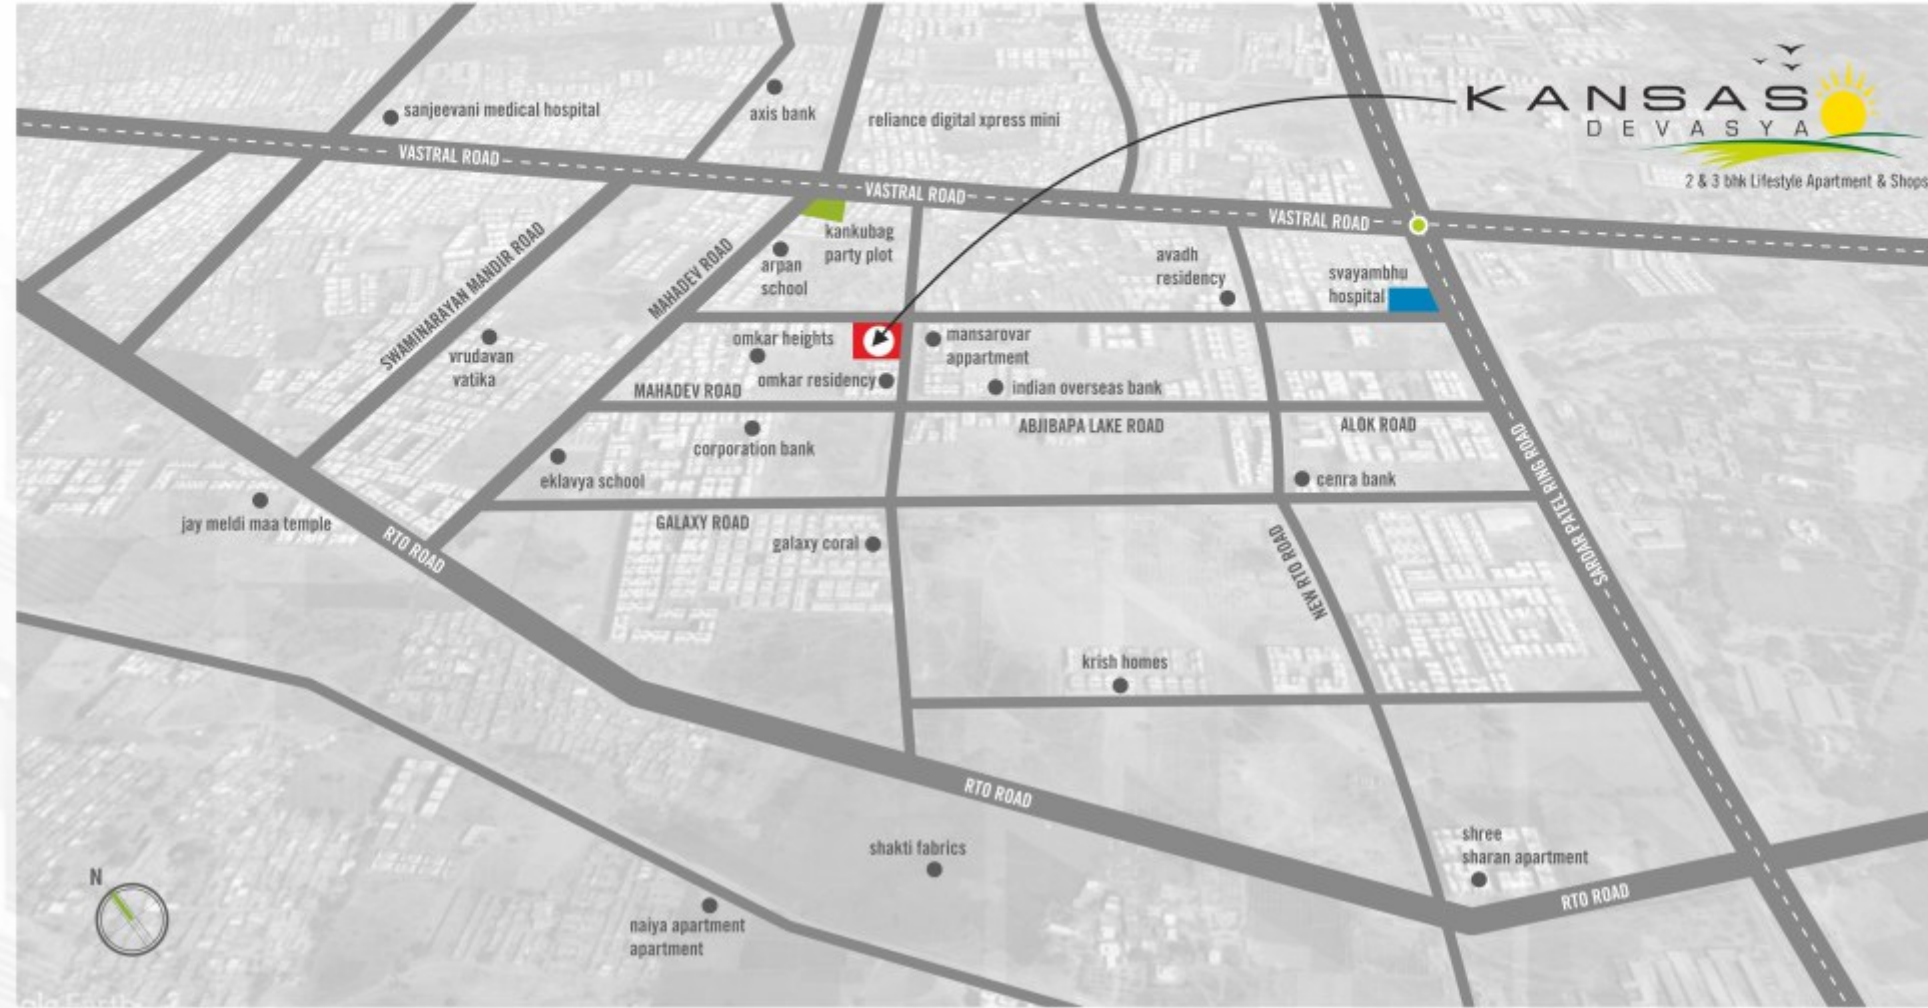 KANSAS
DEVASYA
2 & 3 bhk Lifestyle Apartment & Shops
sanjeevani medical hospital
axis bank
reliance digital xpress mini
VASTRAL ROAD
VASTRAL ROAD
VASTRAL ROAD
kankubag
party plot
arpan
school
avadh
residency
svayambhu
hospital
SWAMINARAYAN MANDIR ROAD
MAHADEV ROAD
vrudavan
vatika
omkar heights
mansarovar
appartment
MAHADEV ROAD
omkar residency
indian overseas bank
corporation bank
ABJIBAPA LAKE ROAD
ALOK ROAD
eklavya school
cenra bank
SARDAR PATEL RING ROAD
jay meldi maa temple
RTO ROAD
GALAXY ROAD
galaxy coral
NEW RTO ROAD
krish homes
RTO ROAD
shakti fabrics
shree
sharan apartment
RTO ROAD
N
naiya apartment
apartment